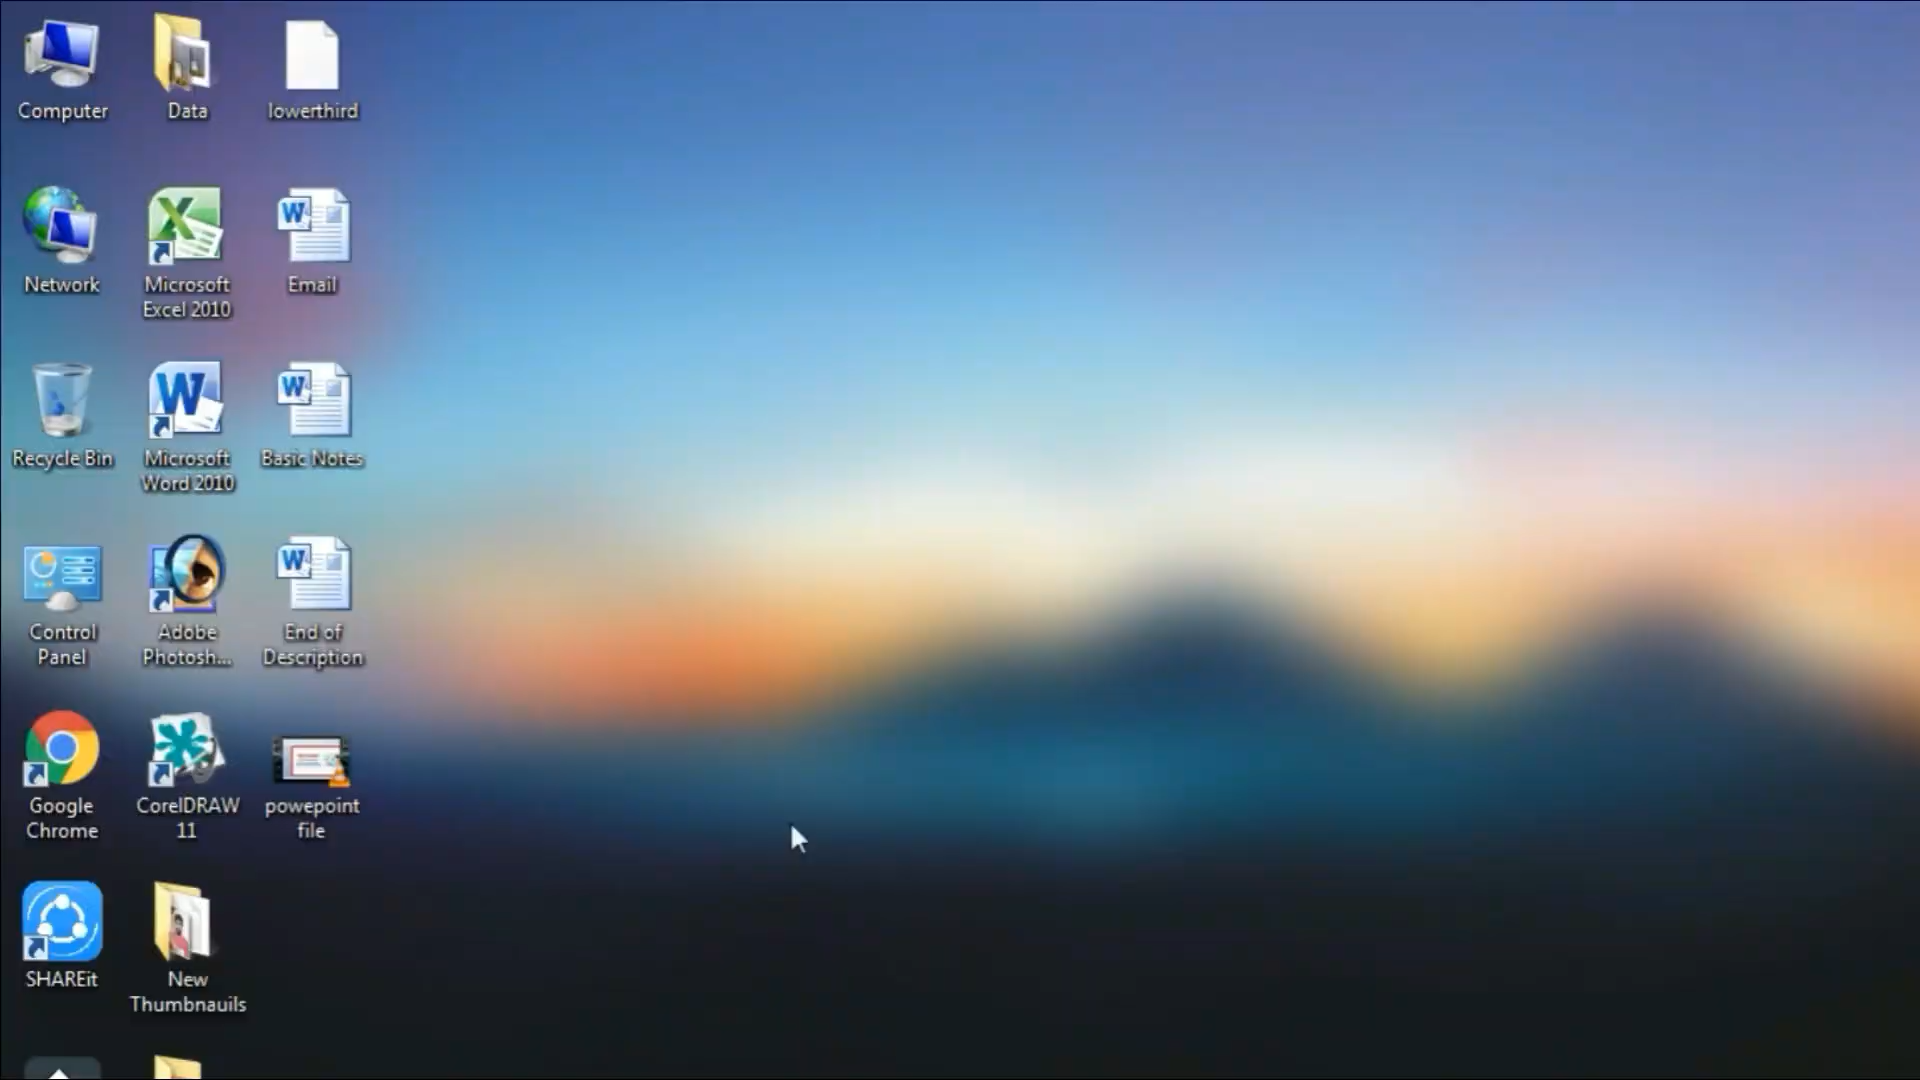 Computer
Data
lowerthird
Network
Microsoft
Excel 2010
Email
Recycle Bin
Microsoft
Word 2010
Basic Notes
Control
Panel
Adobe
Photosh...
End of
Description
Google
Chrome
CorelDRAW
11
powepoint
file
SHAREit
New
Thumbnauils